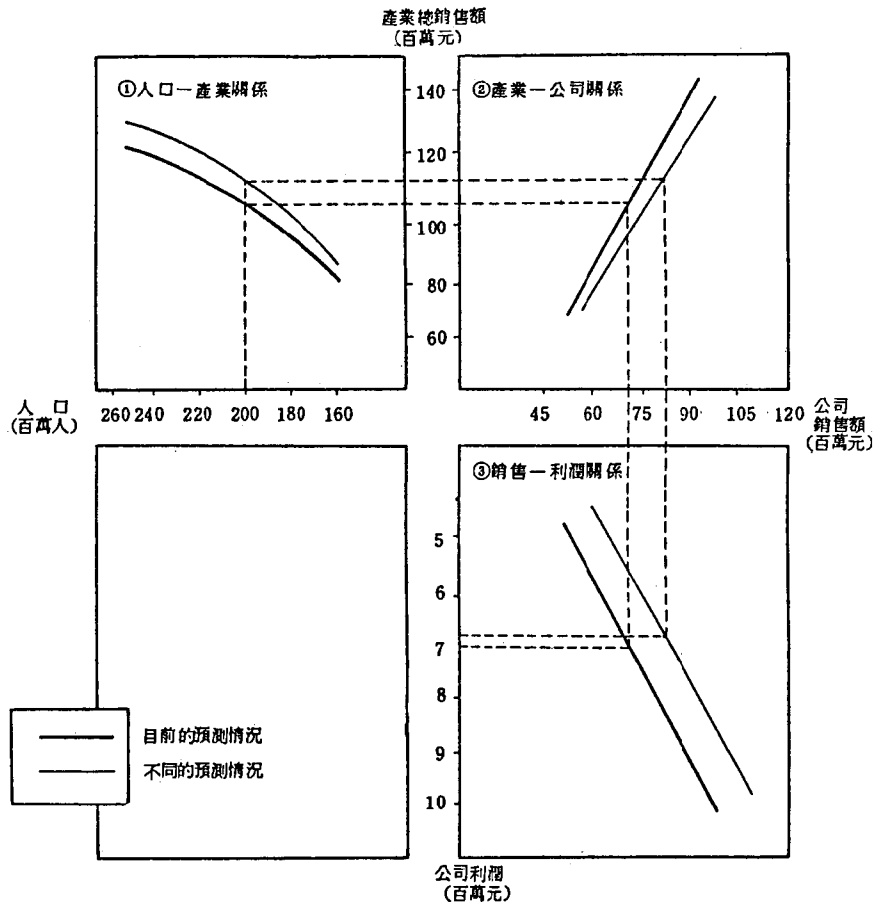 產業總銷售額
(百萬元)
①人口－產業關係
②產業－公司關係
140
120
100
80
60
人口
(百萬人)
260 240 220 200 180 160
45 60 75 90 105 120
公司
銷售額
(百萬元)
③銷售－利潤關係
5
6
7
8
9
10
目前的預測情況
不同的預測情況
公司利潤
(百萬元)